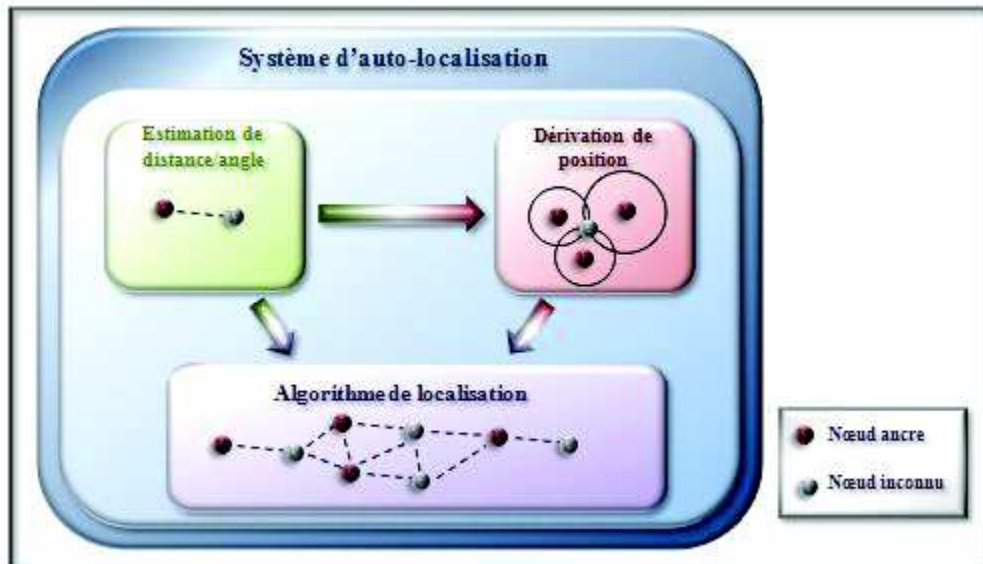 Système d'auto-localisation
Estimation de
distance/angle
Dérivation de
position
Algorithme de localisation
Nœud ancre
Nœud inconnu